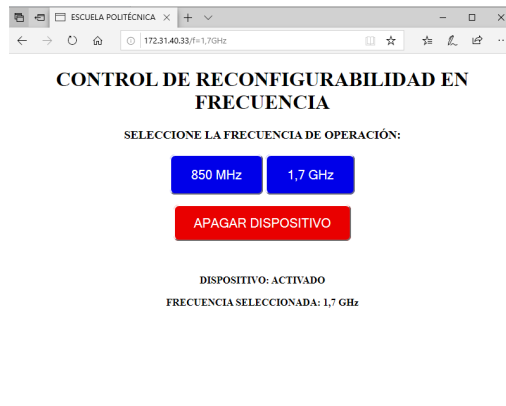 ESCUELA POLITÉCNICA
172.31.40.33/f=1,7GHz
CONTROL DE RECONFIGURABILIDAD EN
FRECUENCIA
SELECCIONE LA FRECUENCIA DE OPERACIÓN:
850 MHz 1,7 GHz
APAGAR DISPOSITIVO
DISPOSITIVO: ACTIVADO
FRECUENCIA SELECCIONADA: 1,7 GHz